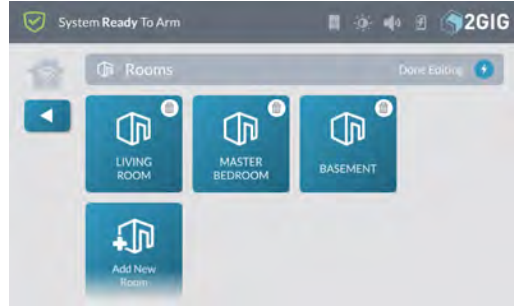 System Ready To Arm
2GIG
Rooms
Done Editing
LIVING
ROOM
MASTER
BEDROOM
BASEMENT
Add New
Room